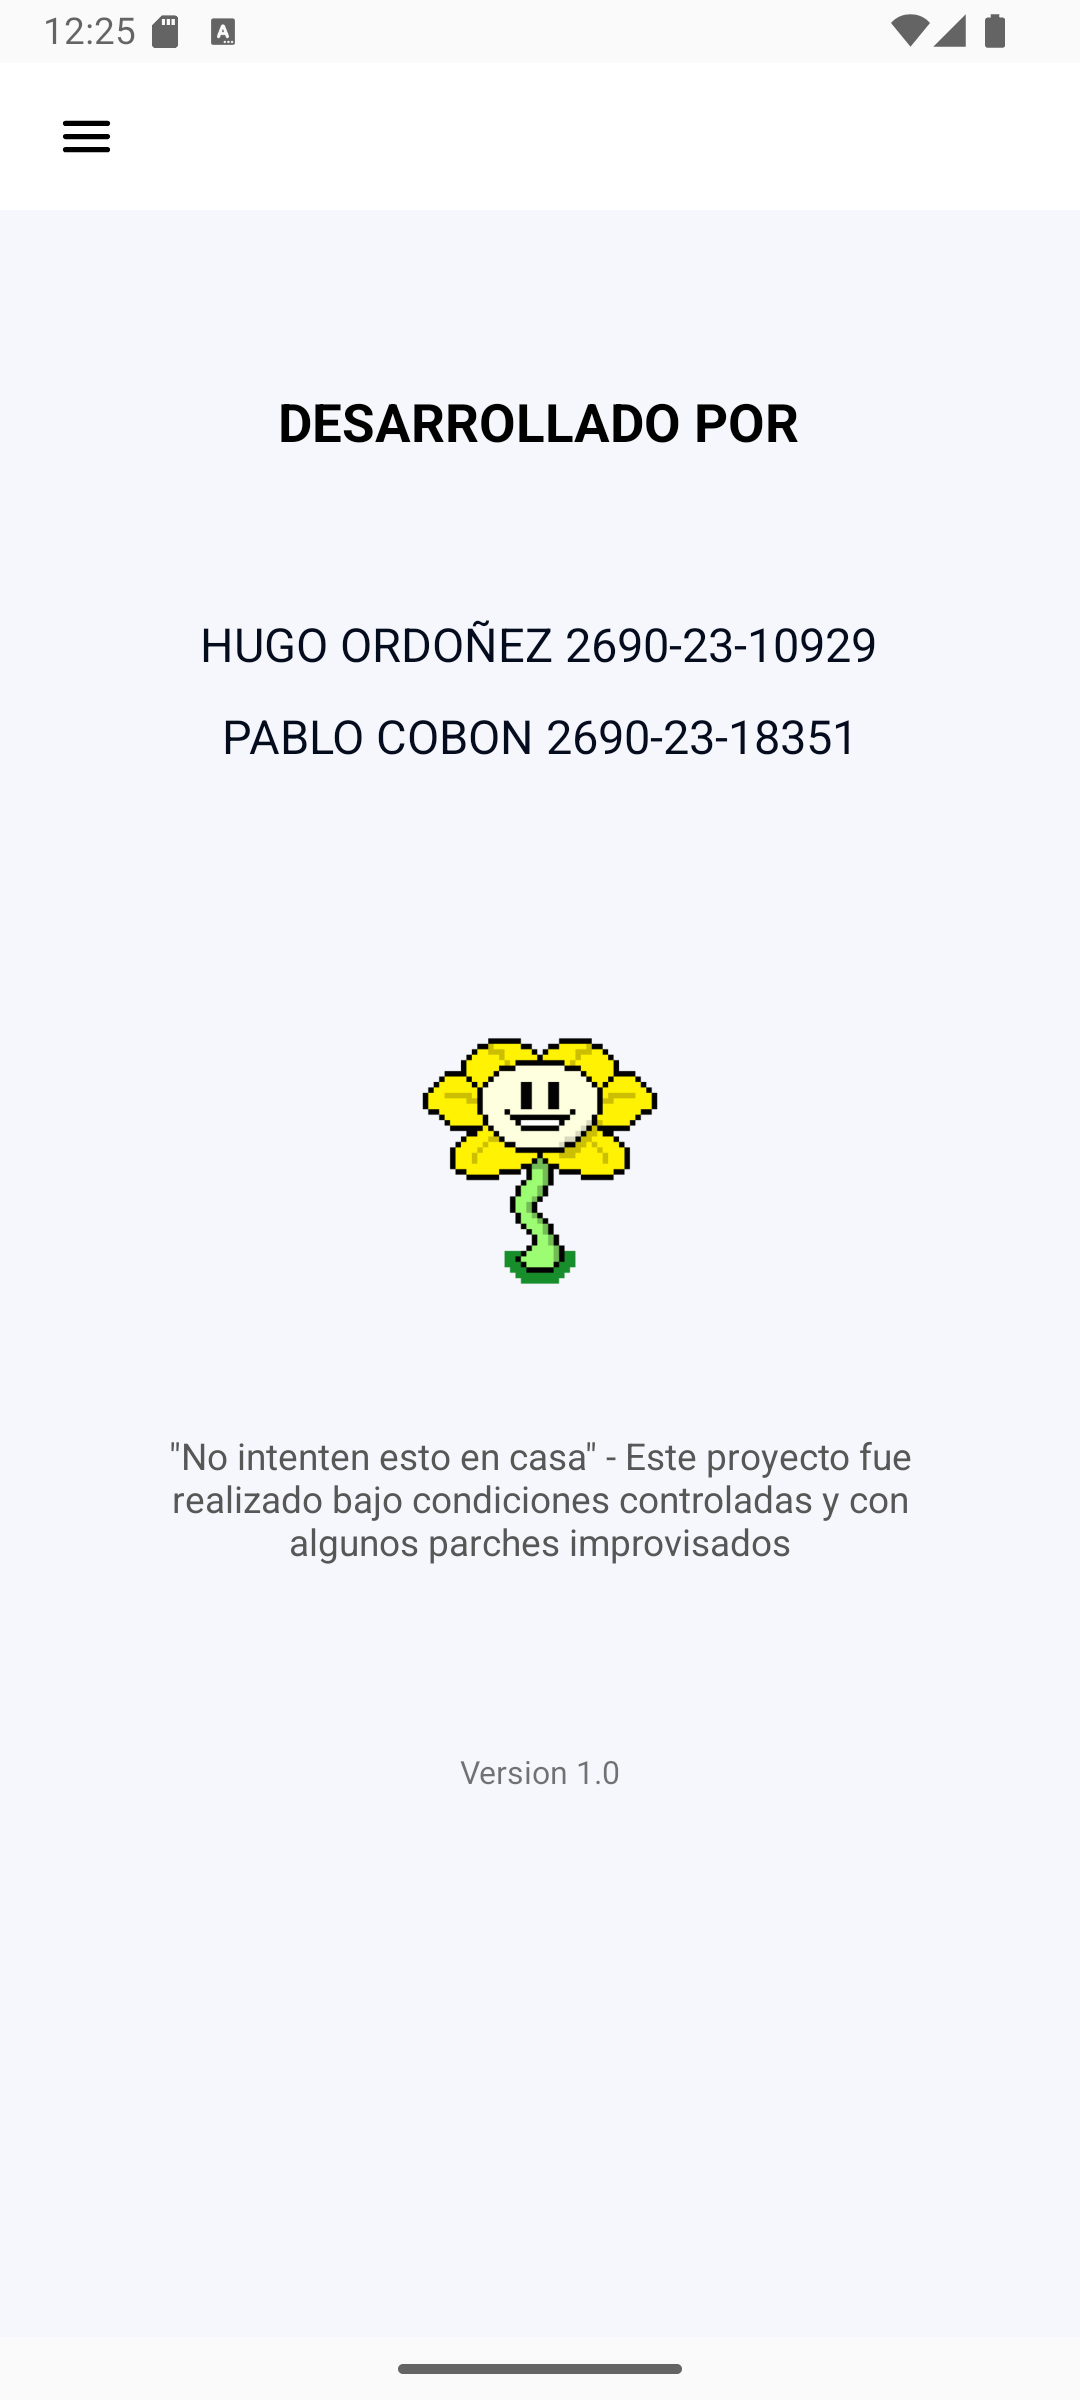 12:25
DESARROLLADO POR
HUGO ORDOÑEZ 2690-23-10929
PABLO COBON 2690-23-18351
"No intenten esto en casa" - Este proyecto fue
realizado bajo condiciones controladas y con
algunos parches improvisados
Version 1.0